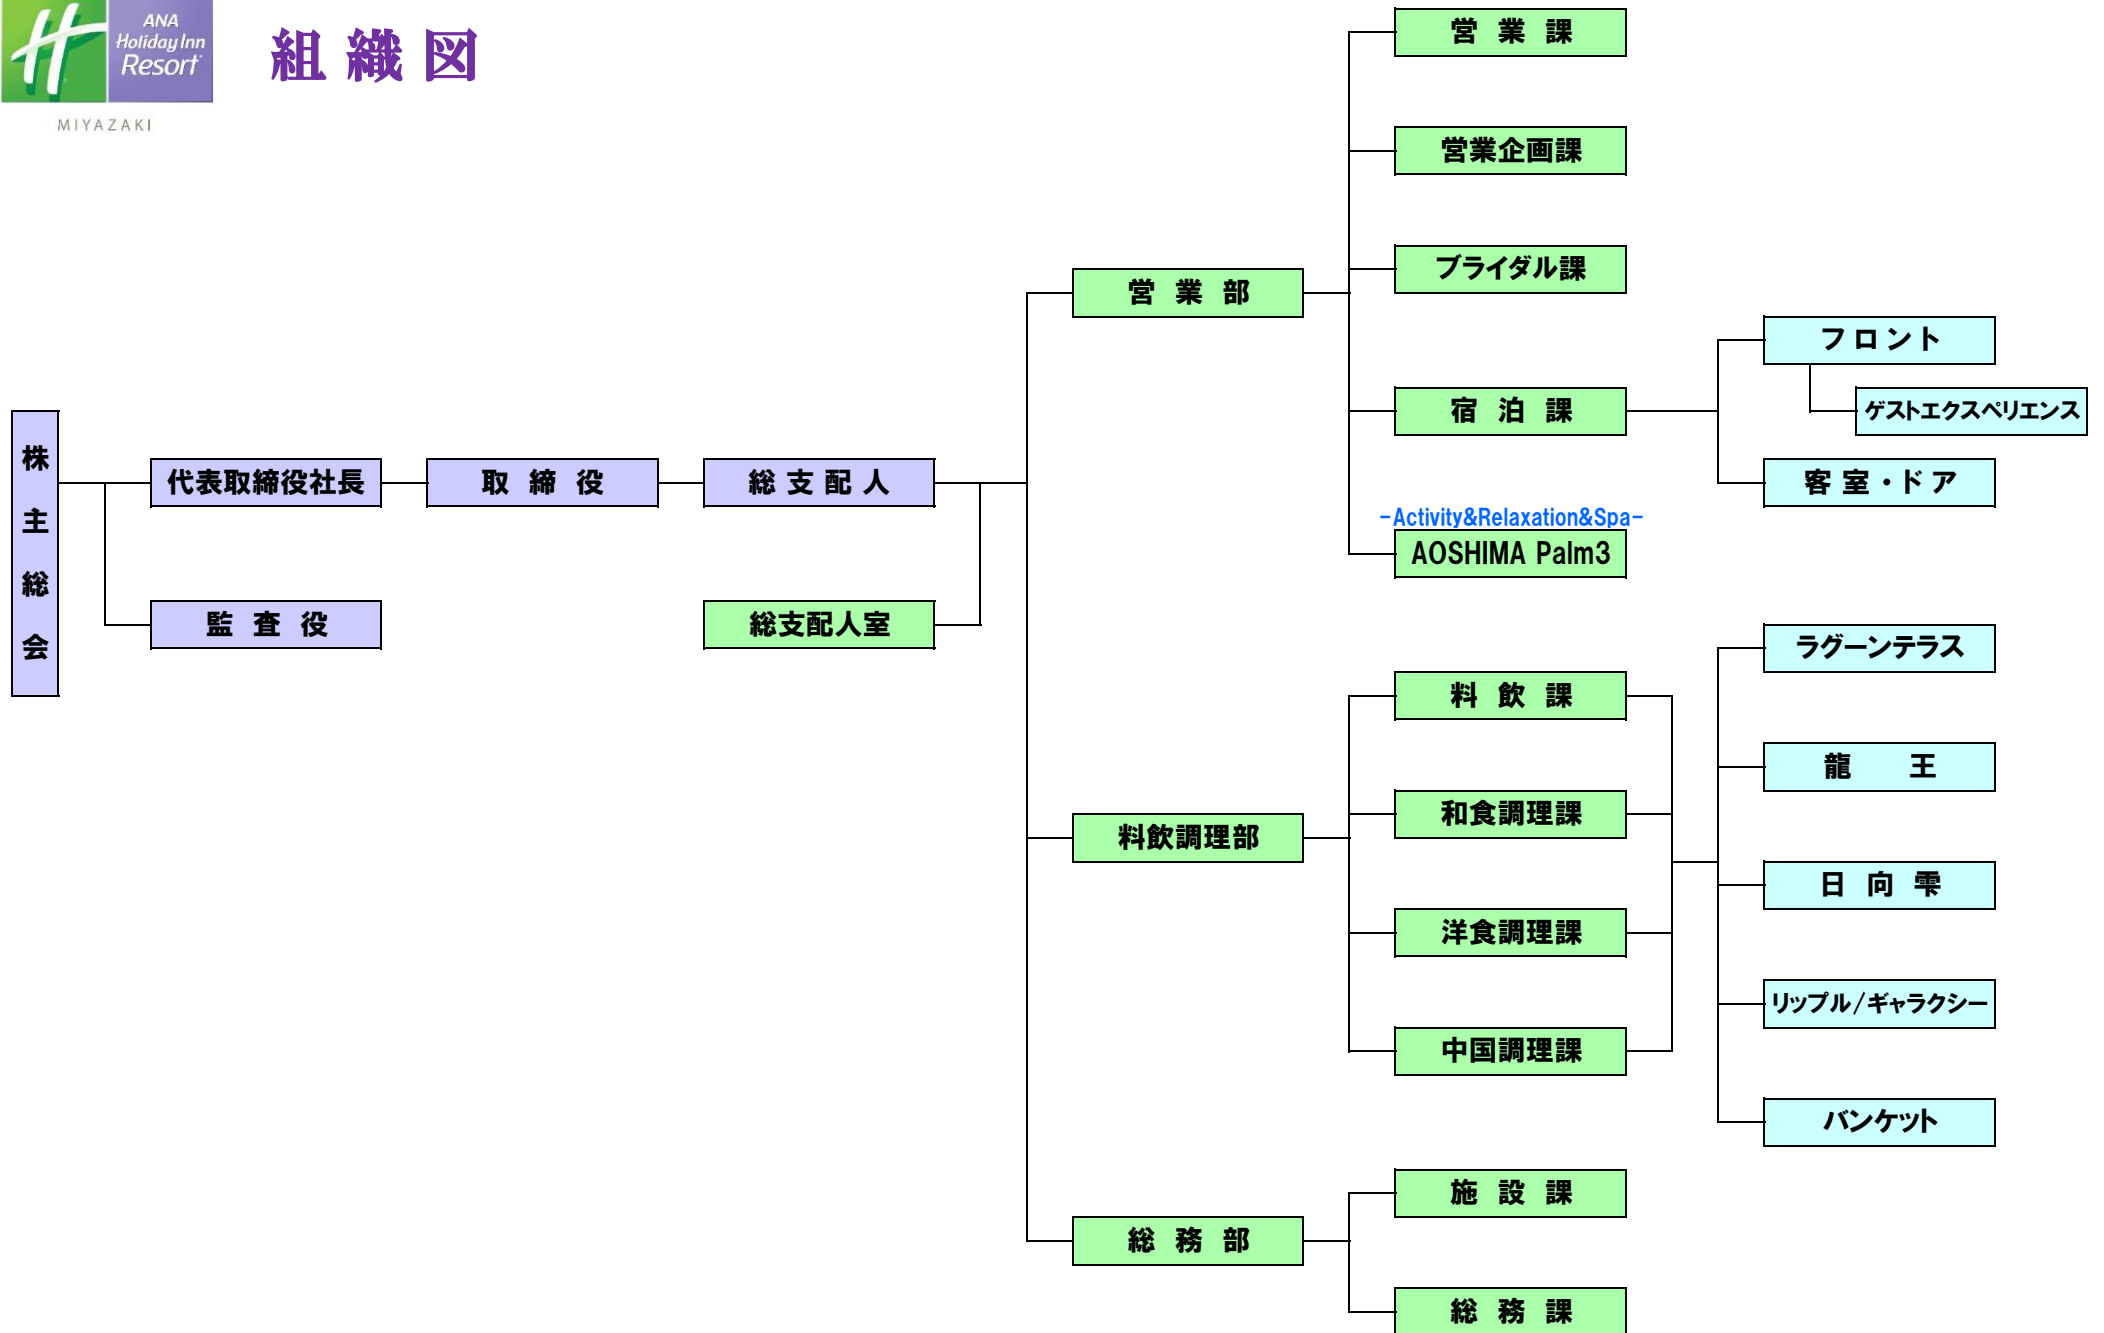 ANA
Holiday Inn
Resort
MIYAZAKI
組織図
株主総会
代表取締役社長
監査役
取締役
総支配人
総支配人室
営業部
営業課
営業企画課
ブライダル課
宿泊課
フロント
ゲストエクスペリエンス
客室・ドア
-Activity&Relaxation&Spa-
AOSHIMA Palm3
料飲調理部
料飲課
和食調理課
洋食調理課
中国調理課
ラグーンテラス
龍王
日向雫
リップル/ギャラクシー
バンケット
総務部
施設課
総務課